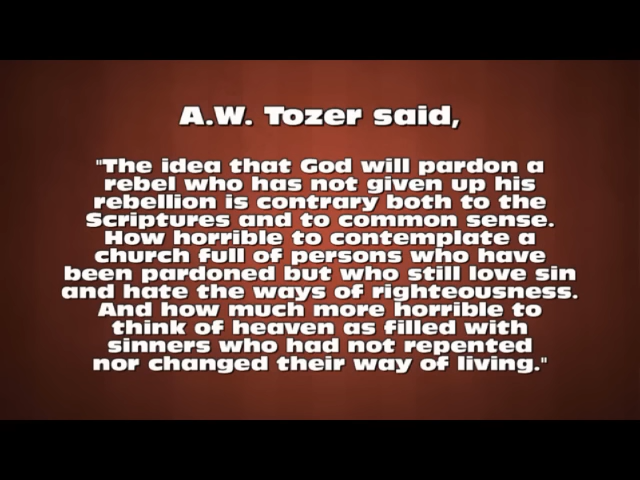 A.W. Tozer said,
"The idea that God will pardon a
rebel who has not given up his
rebellion is contrary both to the
Scriptures and to common sense.
How horrible to contemplate a
church full of persons who have
been pardoned but who still love sin
and hate the ways of righteousness.
And how much more horrible to
think of heaven as filled with
sinners who had not repented
nor changed their way of living."